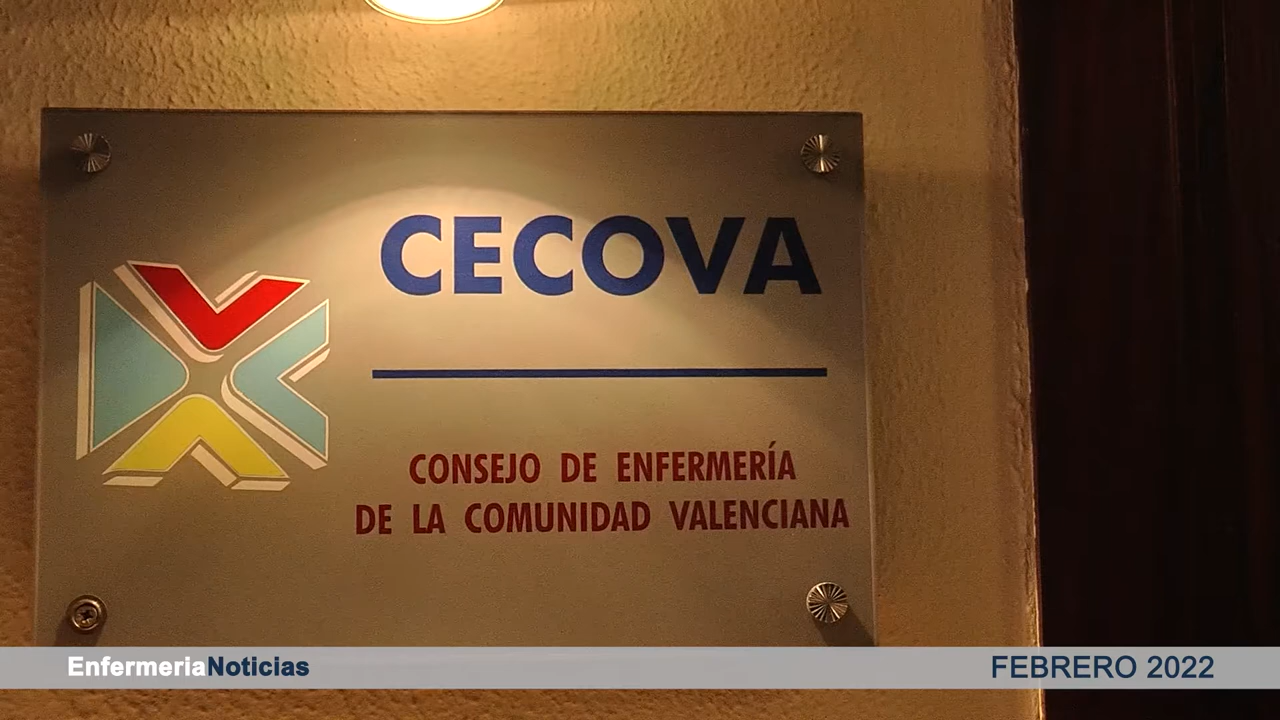 CECOVA
CONSEJO DE ENFERMERÍA
DE LA COMUNIDAD VALENCIANA
EnfermeriaNoticias
FEBRERO 2022